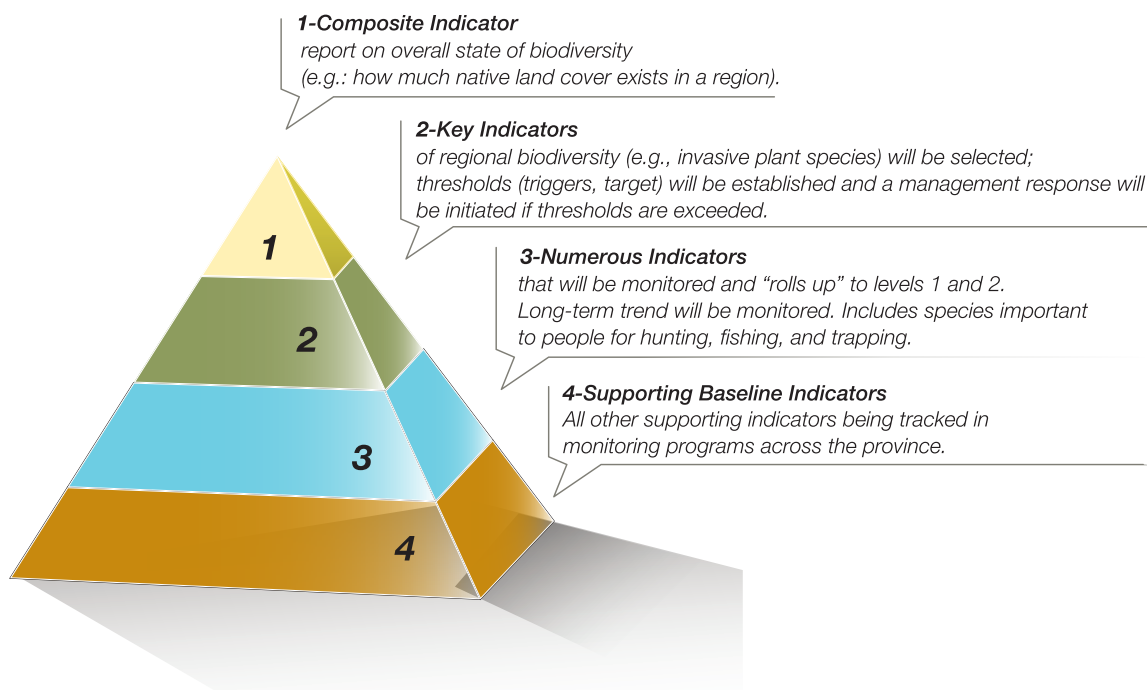 1-Composite Indicator
report on overall state of biodiversity
(e.g.: how much native land cover exists in a region).
2-Key Indicators
of regional biodiversity (e.g., invasive plant species) will be selected;
thresholds (triggers, target) will be established and a management response will
be initiated if thresholds are exceeded.
3-Numerous Indicators
that will be monitored and “rolls up” to levels 1 and 2.
Long-term trend will be monitored. Includes species important
to people for hunting, fishing, and trapping.
4-Supporting Baseline Indicators
All other supporting indicators being tracked in
monitoring programs across the province.
1
2
3
4